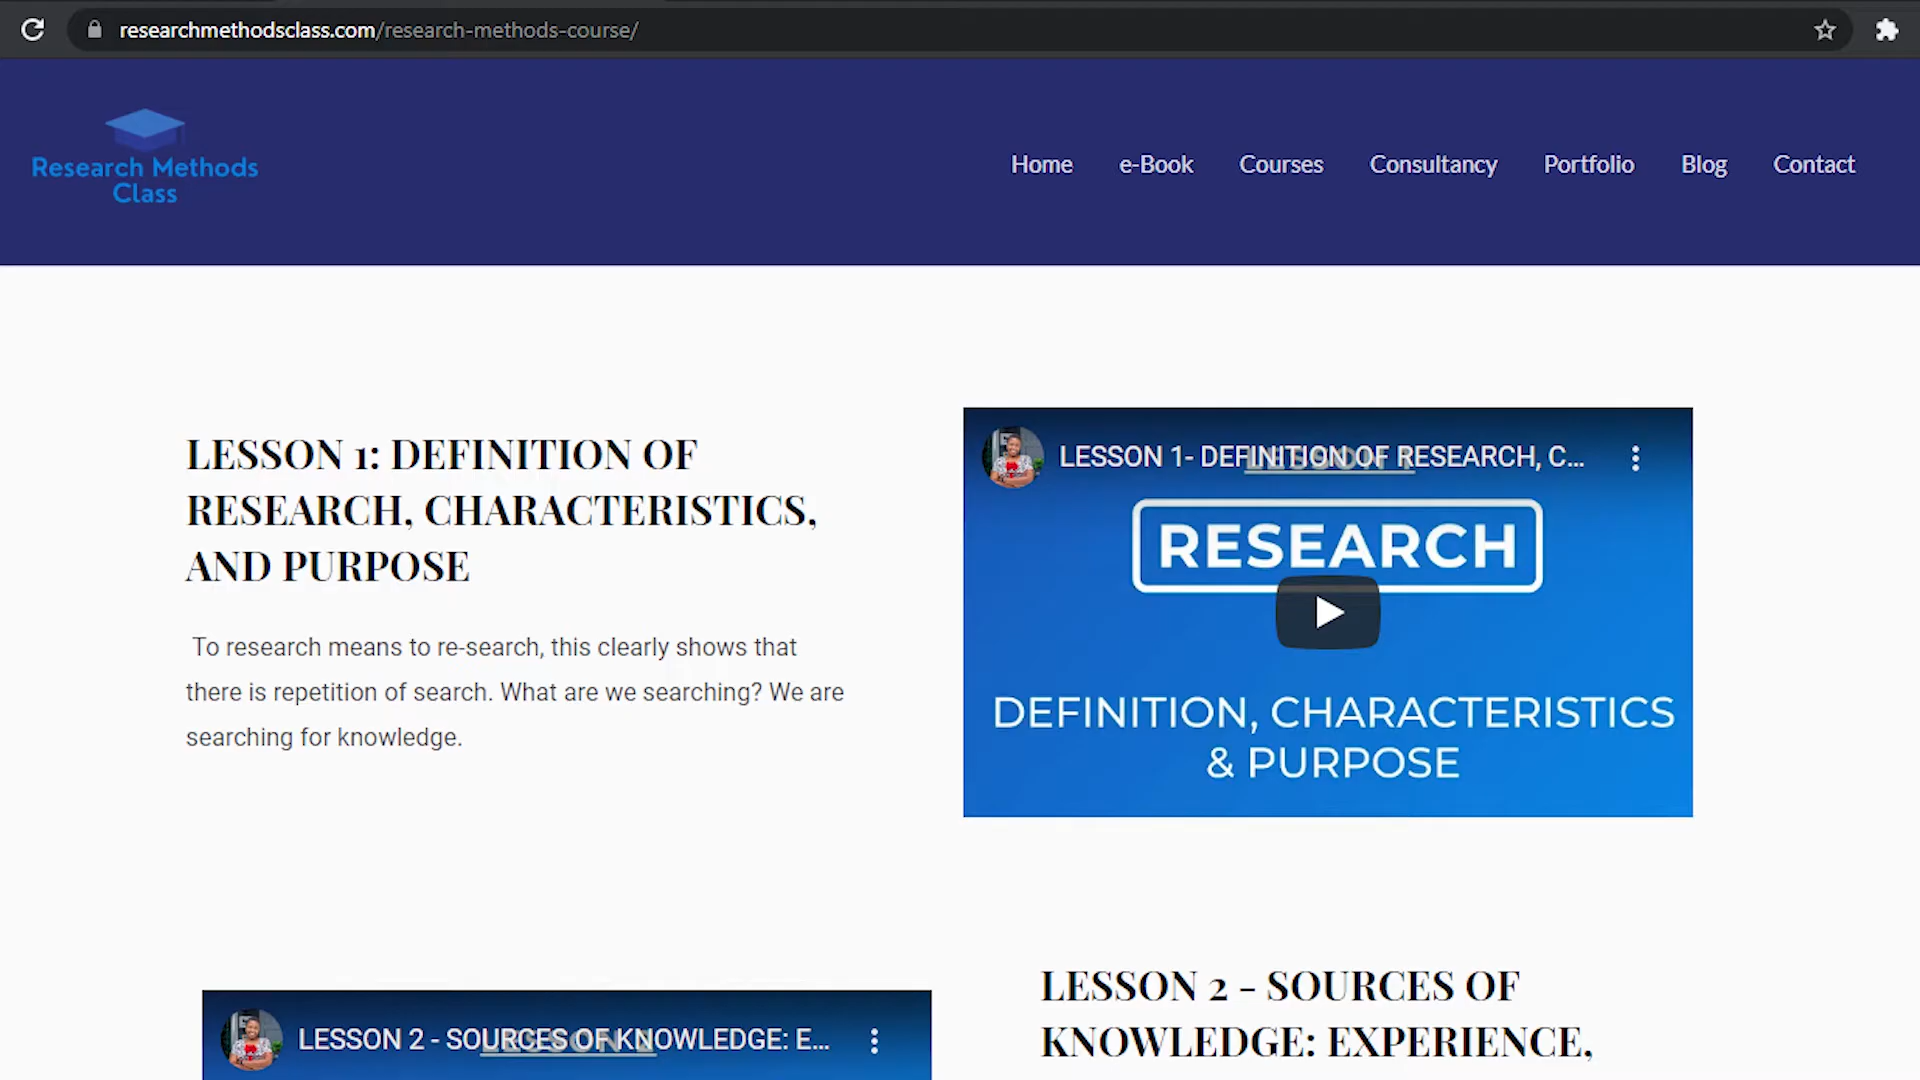 researchmethodsclass.com/research-methods-course/
Research Methods
Class
Home e-Book Courses Consultancy Portfolio Blog Contact
LESSON 1: DEFINITION OF
RESEARCH, CHARACTERISTICS,
AND PURPOSE
To research means to re-search, this clearly shows that
there is repetition of search. What are we searching? We are
searching for knowledge.
LESSON 1- DEFINITION OF RESEARCH, C...
RESEARCH
DEFINITION, CHARACTERISTICS
& PURPOSE
LESSON 2 - SOURCES OF KNOWLEDGE: E...
LESSON 2 - SOURCES OF
KNOWLEDGE: EXPERIENCE,